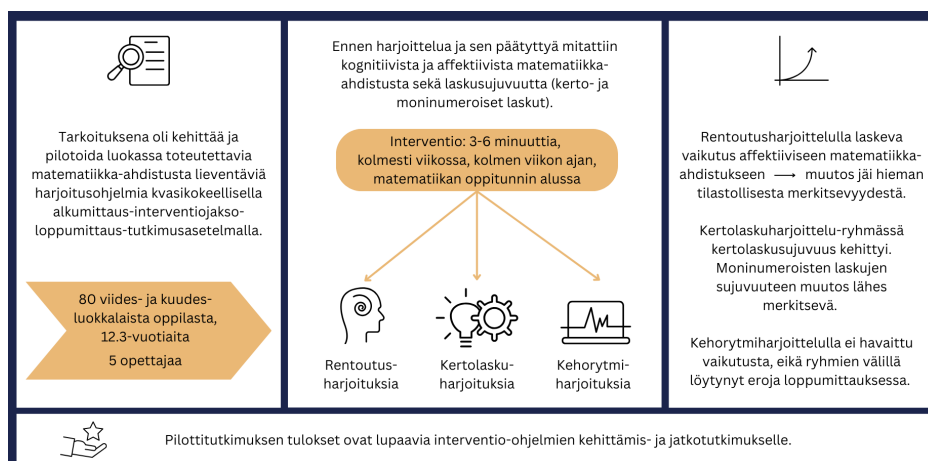 Tarkoituksena oli kehittää ja
pilotoida luokassa toteutettavia
matematiikka-ahdistusta lieventäviä
harjoitusohjelmia kvasikokeellisella
alkumittaus-interventiojakso-
loppumittaus-tutkimusasetelmalla.
80 viides- ja kuudes-
luokkalaista oppilasta,
12.3-vuotiaita
5 opettajaa
Ennen harjoittelua ja sen päätyttyä mitattiin
kognitiivista ja affektiivista matematiikka-
ahdistusta sekä laskusujuvuutta (kerto- ja
moninumeroiset laskut).
Interventio: 3-6 minuuttia,
kolmesti viikossa, kolmen viikon ajan,
matematiikan oppitunnin alussa
Rentoutus-
harjoituksia
Kertolasku-
harjoituksia
Kehorytmi-
harjoituksia
Rentoutusharjoittelulla laskeva
vaikutus affektiiviseen matematiikka-
ahdistukseen → muutos jäi hieman
tilastollisesta merkitsevyydestä.
Kertolaskuharjoittelu-ryhmässä
kertolaskusujuvuus kehittyi.
Moninumeroisten laskujen
sujuvuuteen muutos lähes
merkitsevä.
Kehorytmiharjoittelulla ei havaittu
vaikutusta, eikä ryhmien välillä
löytynyt eroja loppumittauksessa.
Pilottitutkimuksen tulokset ovat lupaavia interventio-ohjelmien kehittämis- ja jatkotutkimukselle.